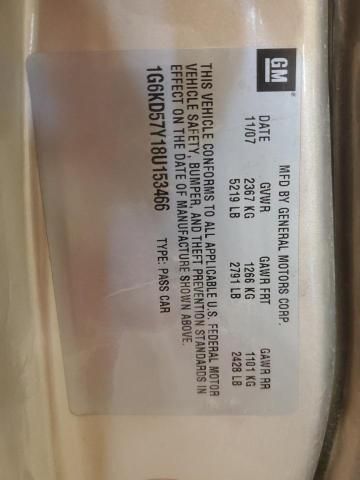 GM
MFD BY GENERAL MOTORS CORP.
DATE GVWR GAWR FRT GAWR RR
11/07 2367 KG 1266 KG 1101 KG
5219 LB 2791 LB 2428 LB
THIS VEHICLE CONFORMS TO ALL APPLICABLE U.S. FEDERAL MOTOR
VEHICLE SAFETY, BUMPER, AND THEFT PREVENTION STANDARDS IN
EFFECT ON THE DATE OF MANUFACTURE SHOWN ABOVE.
1G6KD57Y18U153466 TYPE: PASS CAR